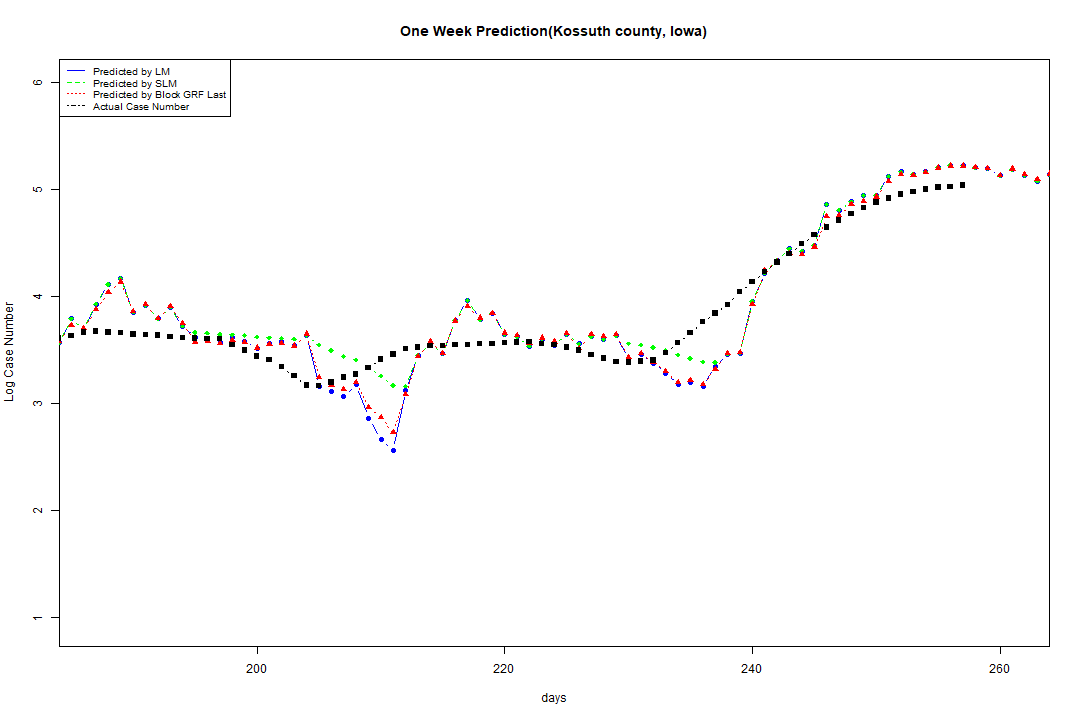 One Week Prediction(Kossuth county, Iowa)
Predicted by LM
Predicted by SLM
Predicted by Block GRF Last
Actual Case Number
6
5
4
3
2
1
Log Case Number
200 220 240 260
days